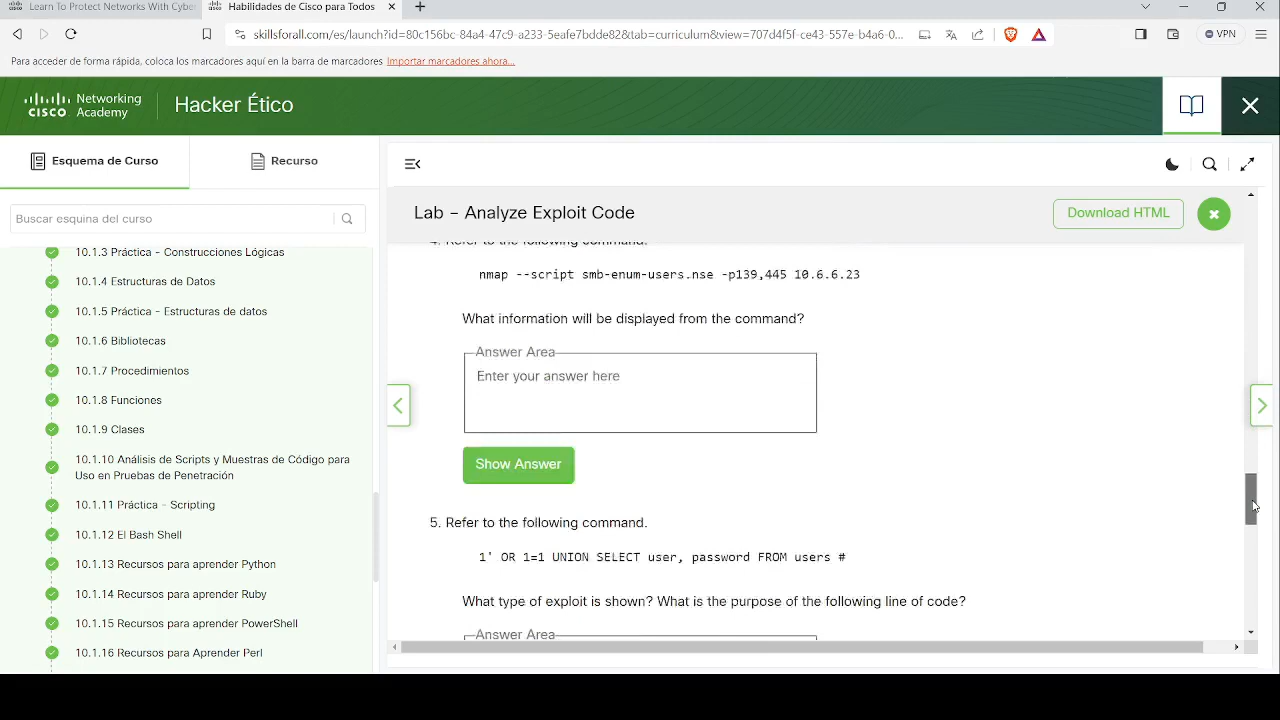 Learn To Protect Networks With Cyber
Habilidades de Cisco para Todos
skillsforall.com/es/launch?id=80c156bc-84a4-47c9-a233-5eafe7bdde82&tab=curriculum&view=707d4f5f-ce43-557e-b4a6-0...
VPN
Para acceder de forma rápida, coloca los marcadores aquí en la barra de marcadores Importar marcadores ahora...
CISCO Networking Academy
Hacker Ético
Esquema de Curso
Recurso
Buscar esquina del curso
10.1.3 Práctica - Construcciones Lógicas
10.1.4 Estructuras de Datos
10.1.5 Práctica - Estructuras de datos
10.1.6 Bibliotecas
10.1.7 Procedimientos
10.1.8 Funciones
10.1.9 Clases
10.1.10 Análisis de Scripts y Muestras de Código para
Uso en Pruebas de Penetración
10.1.11 Práctica - Scripting
10.1.12 El Bash Shell
10.1.13 Recursos para aprender Python
10.1.14 Recursos para aprender Ruby
10.1.15 Recursos para aprender PowerShell
10.1.16 Recursos para Aprender Perl
Lab - Analyze Exploit Code
Download HTML
4. Refer to the following command.
nmap --script smb-enum-users.nse -p139,445 10.6.6.23
What information will be displayed from the command?
Answer Area
Enter your answer here
Show Answer
5. Refer to the following command.
1' OR 1=1 UNION SELECT user, password FROM users #
What type of exploit is shown? What is the purpose of the following line of code?
Answer Area